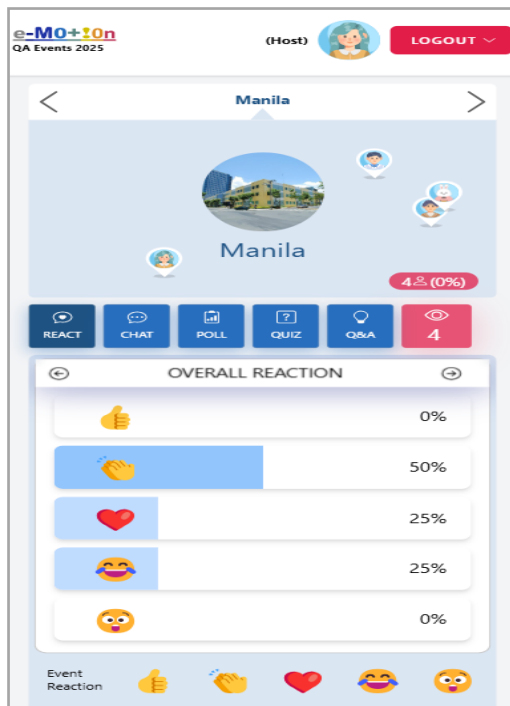 e-MO+!On
QA Events 2025
(Host)
LOGOUT
Manila
Manila
4 (0%)
REACT
CHAT
POLL
QUIZ
Q&A
4
OVERALL REACTION
0%
50%
25%
25%
0%
Event
Reaction